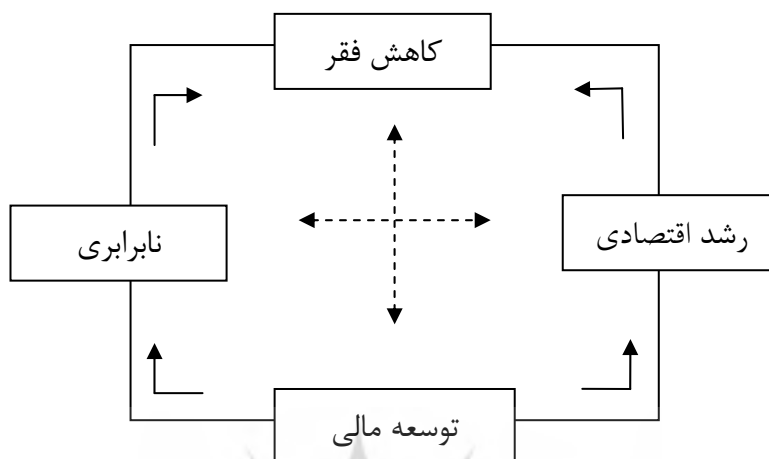 کاهش فقر
رشد اقتصادی
نابرابری
توسعه مالی